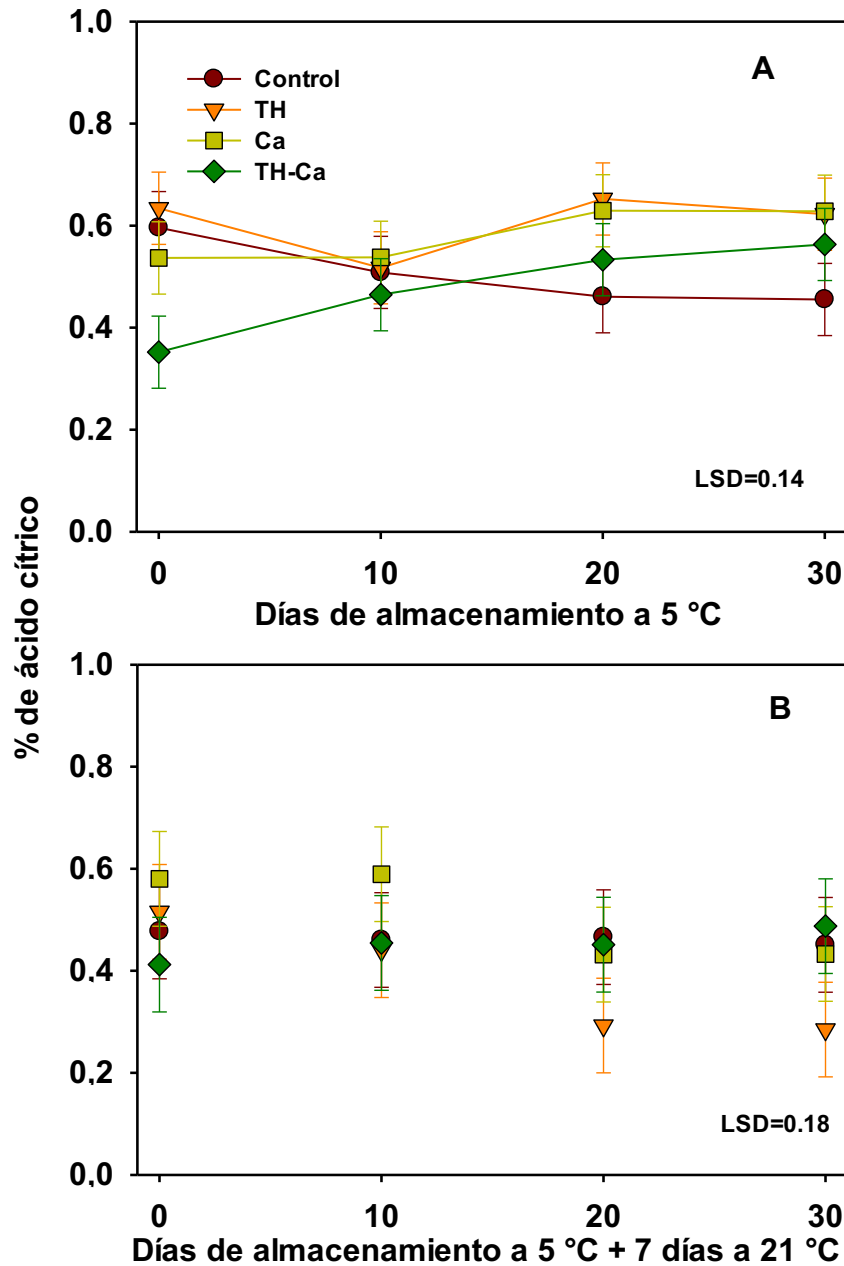 1.0
A
Control
TH
Ca
TH-Ca
0.8
0.6
0.4
0.2
LSD=0.14
0.0
0 10 20 30
Días de almacenamiento a 5 °C
% de ácido cítrico
1.0
B
0.8
0.6
0.4
0.2
LSD=0.18
0.0
0 10 20 30
Días de almacenamiento a 5 °C + 7 días a 21 °C